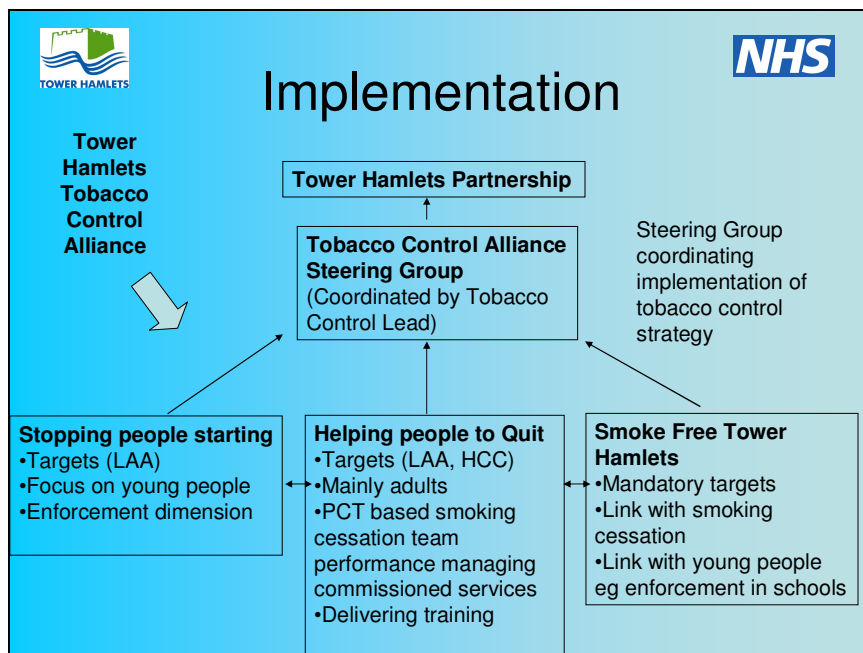 TOWER HAMLETS
NHS
Implementation
Tower
Hamlets
Tobacco
Control
Alliance
Tower Hamlets Partnership
Tobacco Control Alliance
Steering Group
(Coordinated by Tobacco
Control Lead)
Steering Group
coordinating
implementation of
tobacco control
strategy
Stopping people starting
•Targets (LAA)
•Focus on young people
•Enforcement dimension
Helping people to Quit
•Targets (LAA, HCC)
•Mainly adults
•PCT based smoking
cessation team
performance managing
commissioned services
•Delivering training
Smoke Free Tower
Hamlets
•Mandatory targets
•Link with smoking
cessation
•Link with young people
eg enforcement in schools